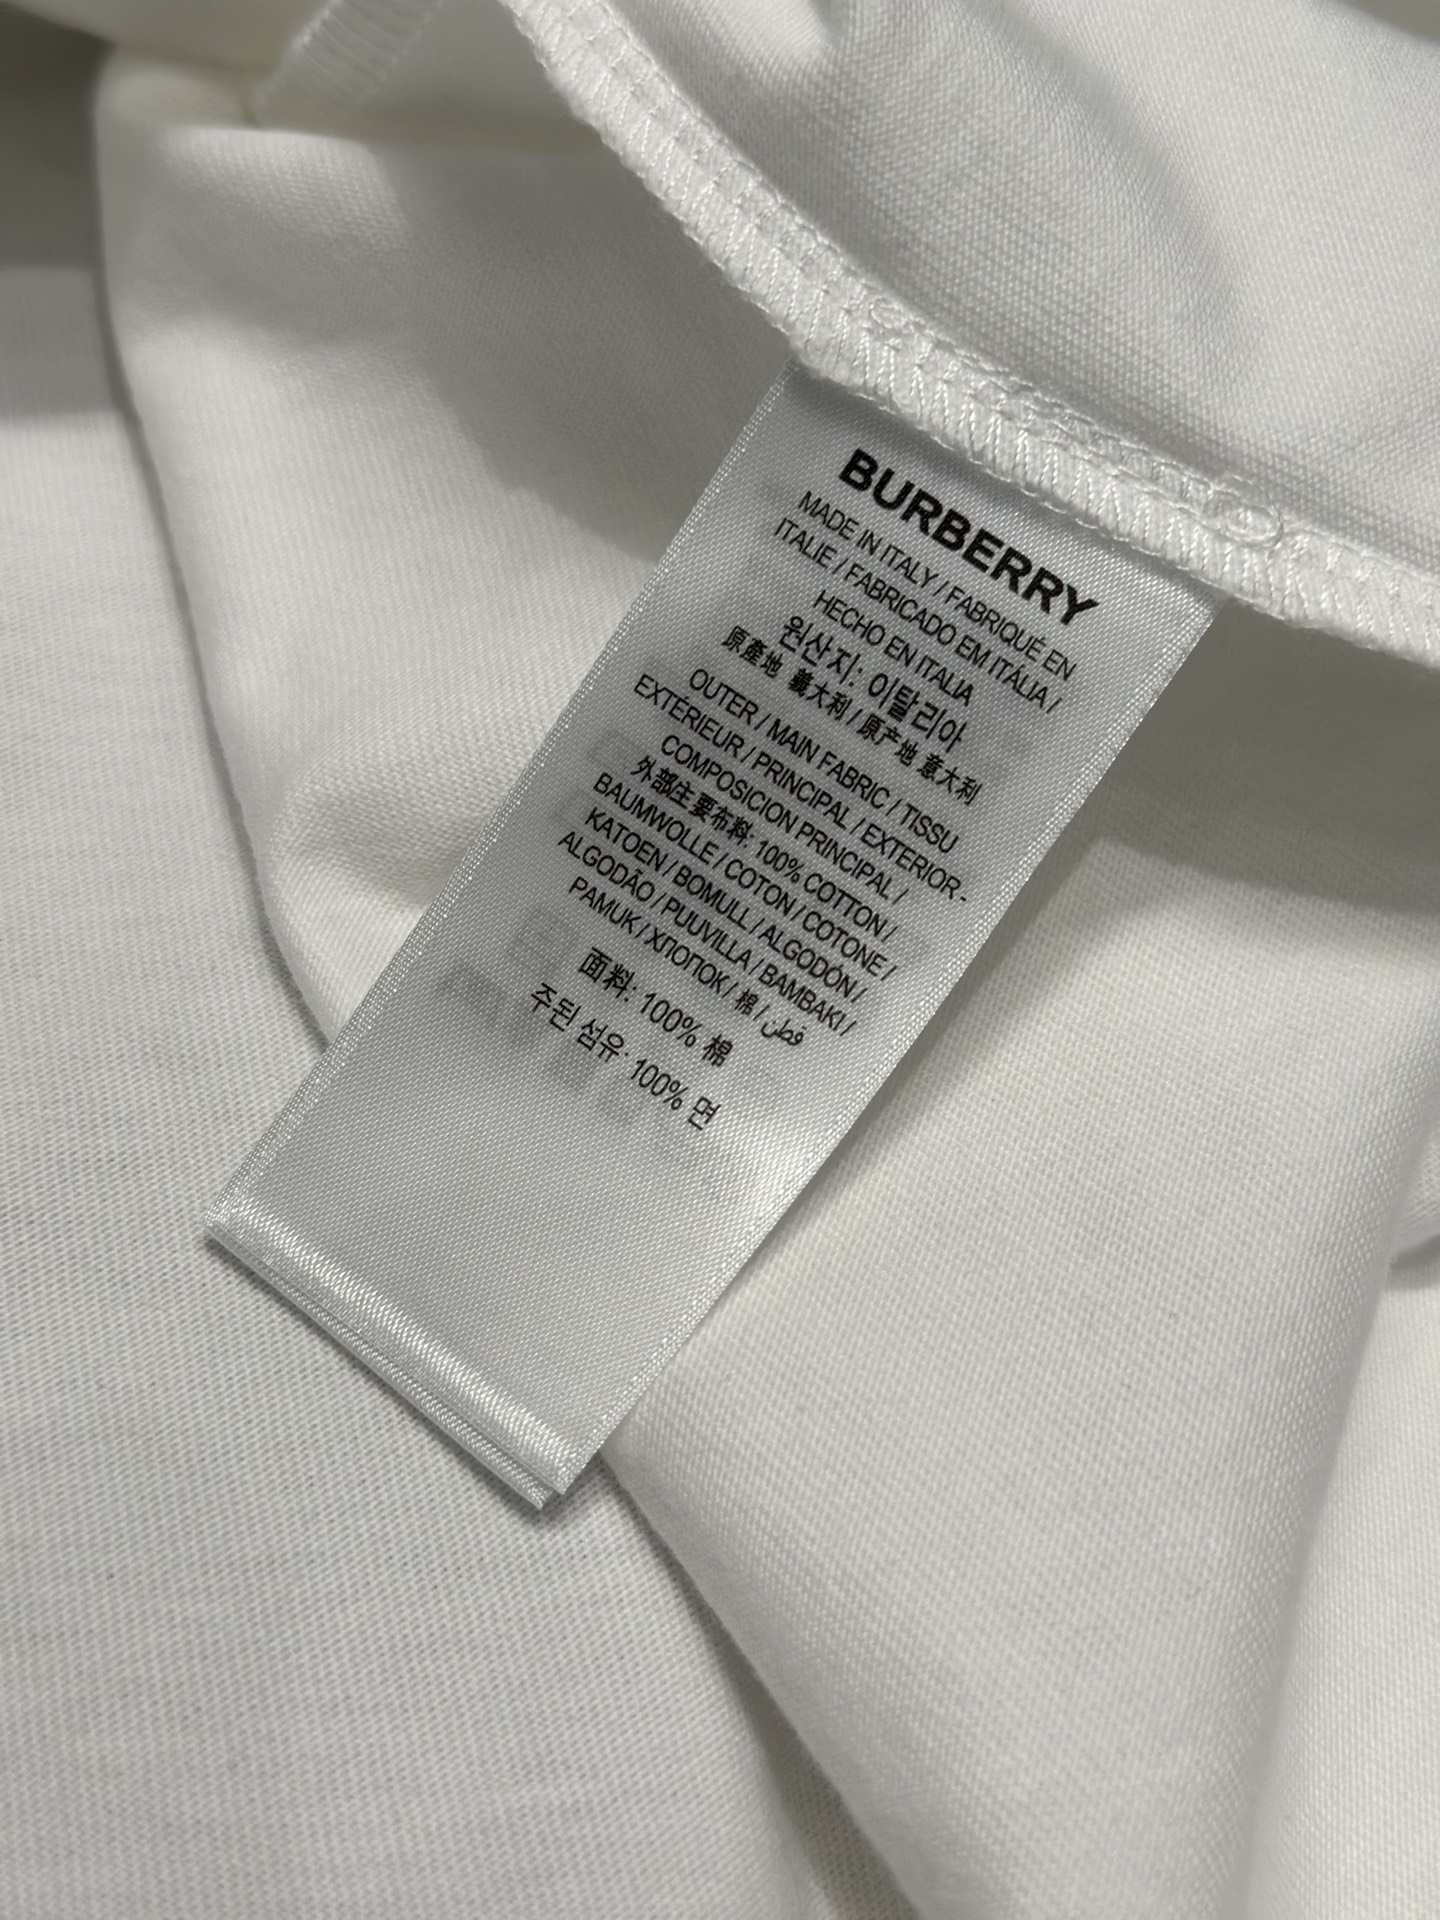 BURBERRY
MADE IN ITALY / FABRIQUÉ EN
ITALIE / FABRICADO EM ITÁLIA /
HECHO EN ITALIA
원산지: 이탈리아
原產地 義大利 / 原产地 意大利
OUTER / MAIN FABRIC / TISSU
EXTÉRIEUR / PRINCIPAL / EXTERIOR-
COMPOSICION PRINCIPAL /
外部主要布料: 100% COTTON /
BAUMWOLLE / COTON / COTONE /
KATOEN / BOMULL / ALGODÓN /
ALGODÃO / PUUVILLA / BAMBAKI /
PAMUK / ХЛОПОК / 棉 / قطن
面料: 100% 棉
주된 섬유: 100% 면